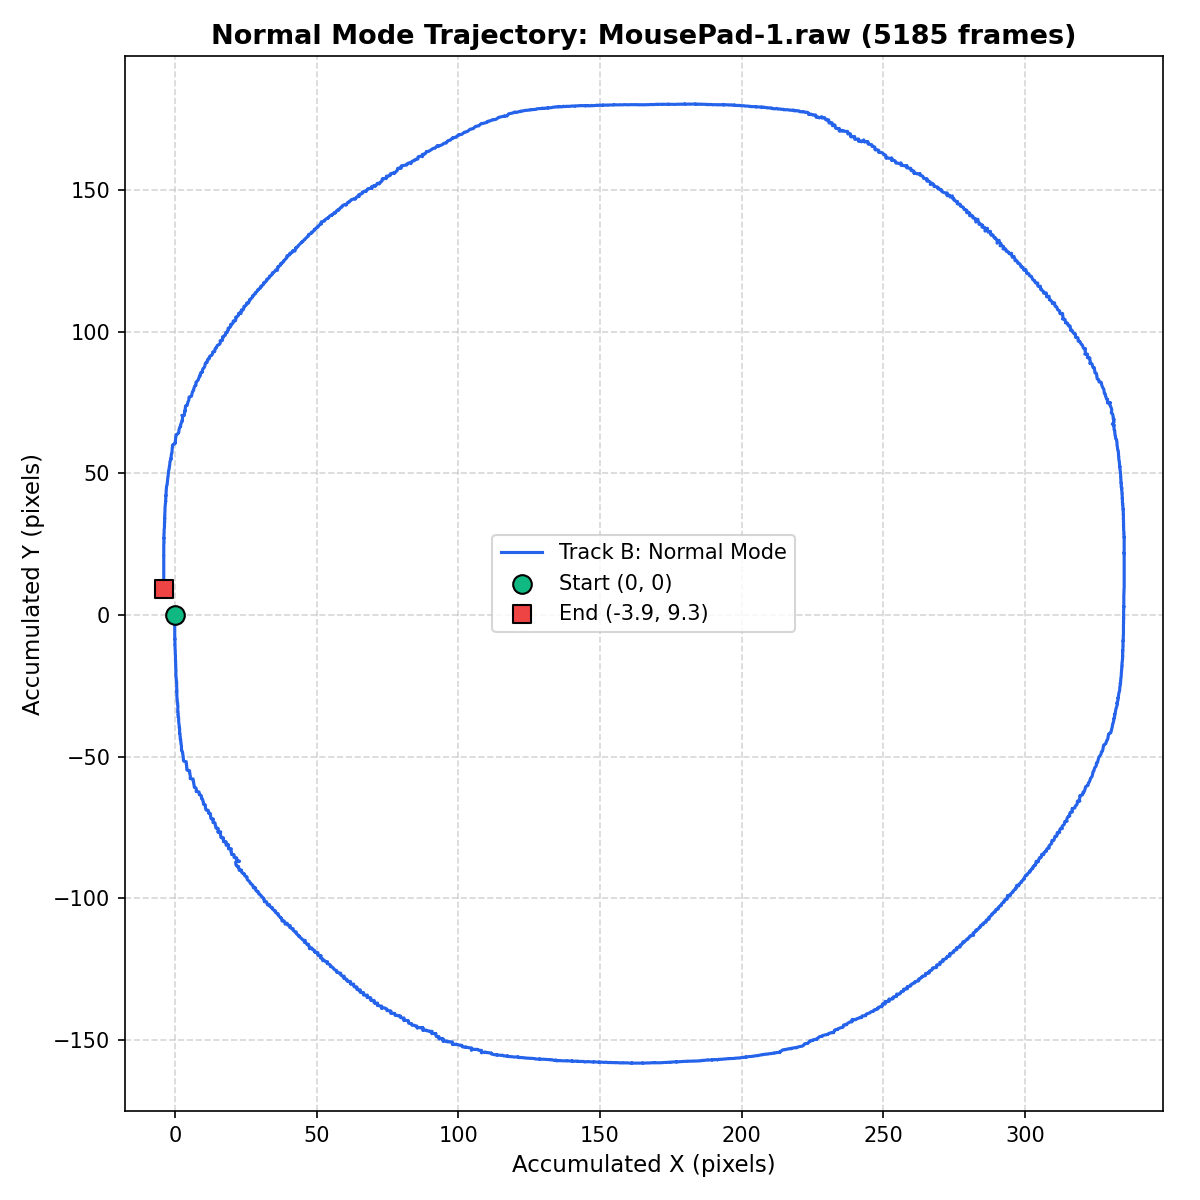 Normal Mode Trajectory: MousePad-1.raw (5185 frames)
Accumulated Y (pixels)
150
100
50
0
−50
−100
−150
Track B: Normal Mode
Start (0, 0)
End (-3.9, 9.3)
0
50
100
150
200
250
300
Accumulated X (pixels)